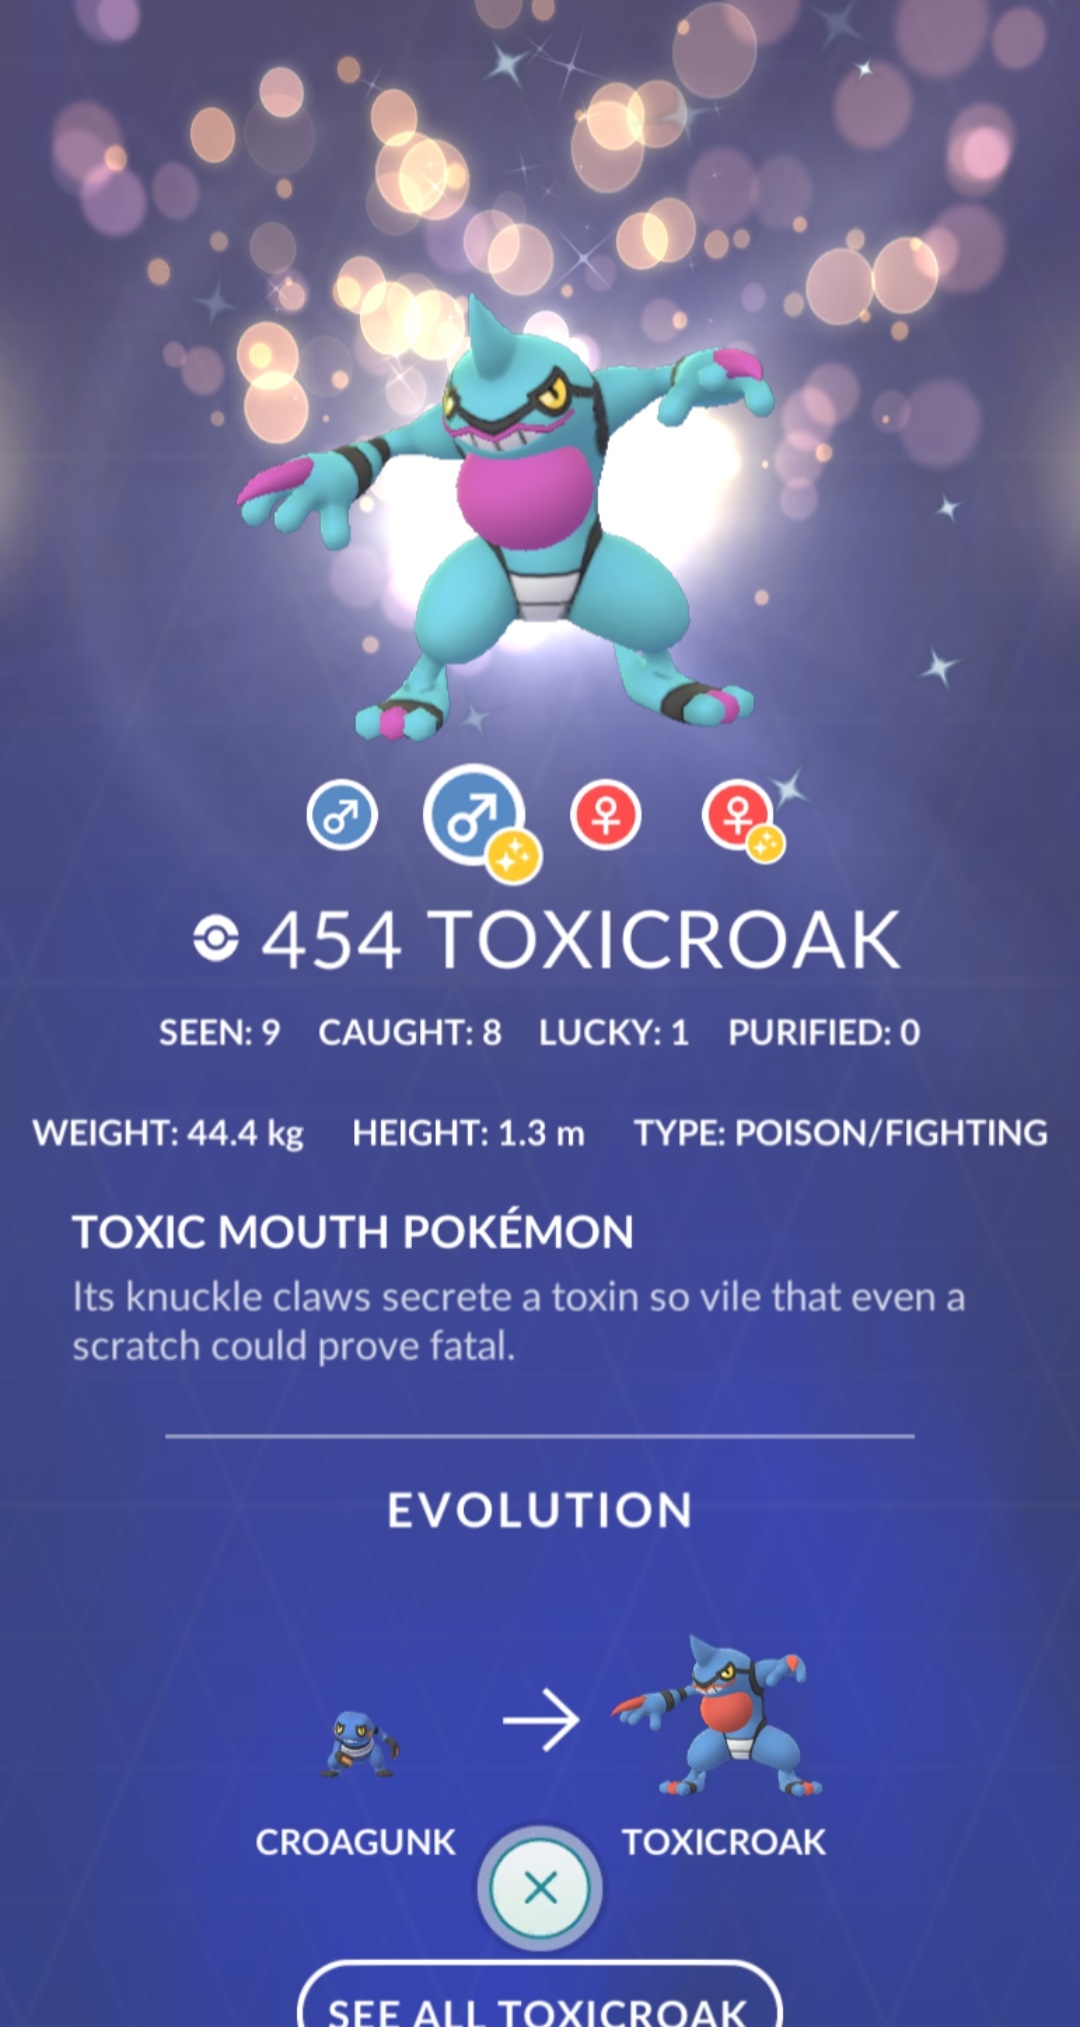 454 TOXICROAK
SEEN: 9 CAUGHT: 8 LUCKY: 1 PURIFIED: 0
WEIGHT: 44.4 kg HEIGHT: 1.3 m TYPE: POISON/FIGHTING
TOXIC MOUTH POKÉMON
Its knuckle claws secrete a toxin so vile that even a
scratch could prove fatal.
EVOLUTION
CROAGUNK TOXICROAK
SEE ALL TOXICROAK